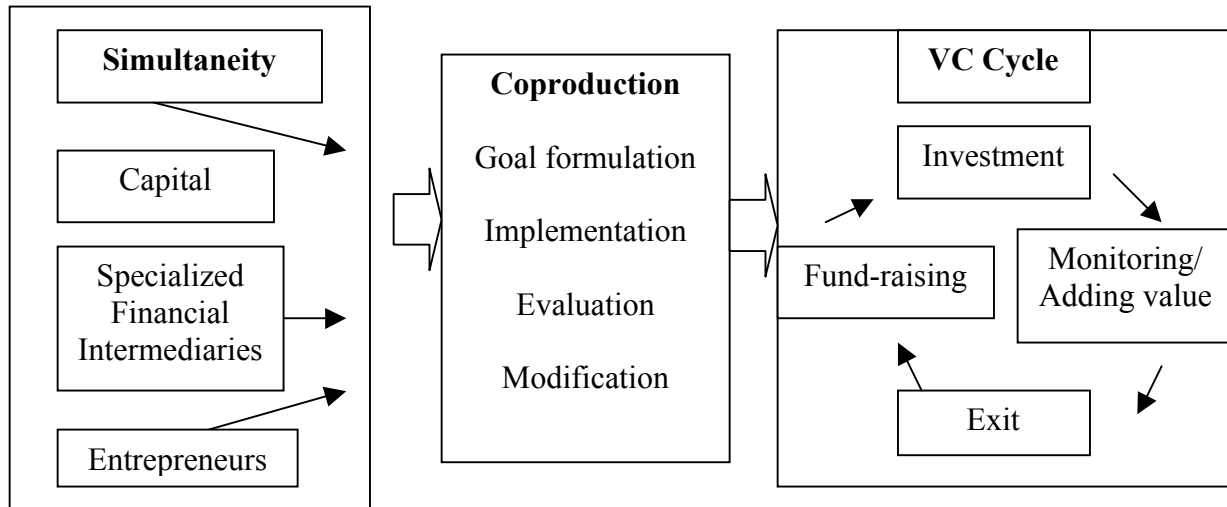 Simultaneity
Capital
Specialized
Financial
Intermediaries
Entrepreneurs
Coproduction
Goal formulation
Implementation
Evaluation
Modification
VC Cycle
Investment
Fund-raising
Monitoring/
Adding value
Exit